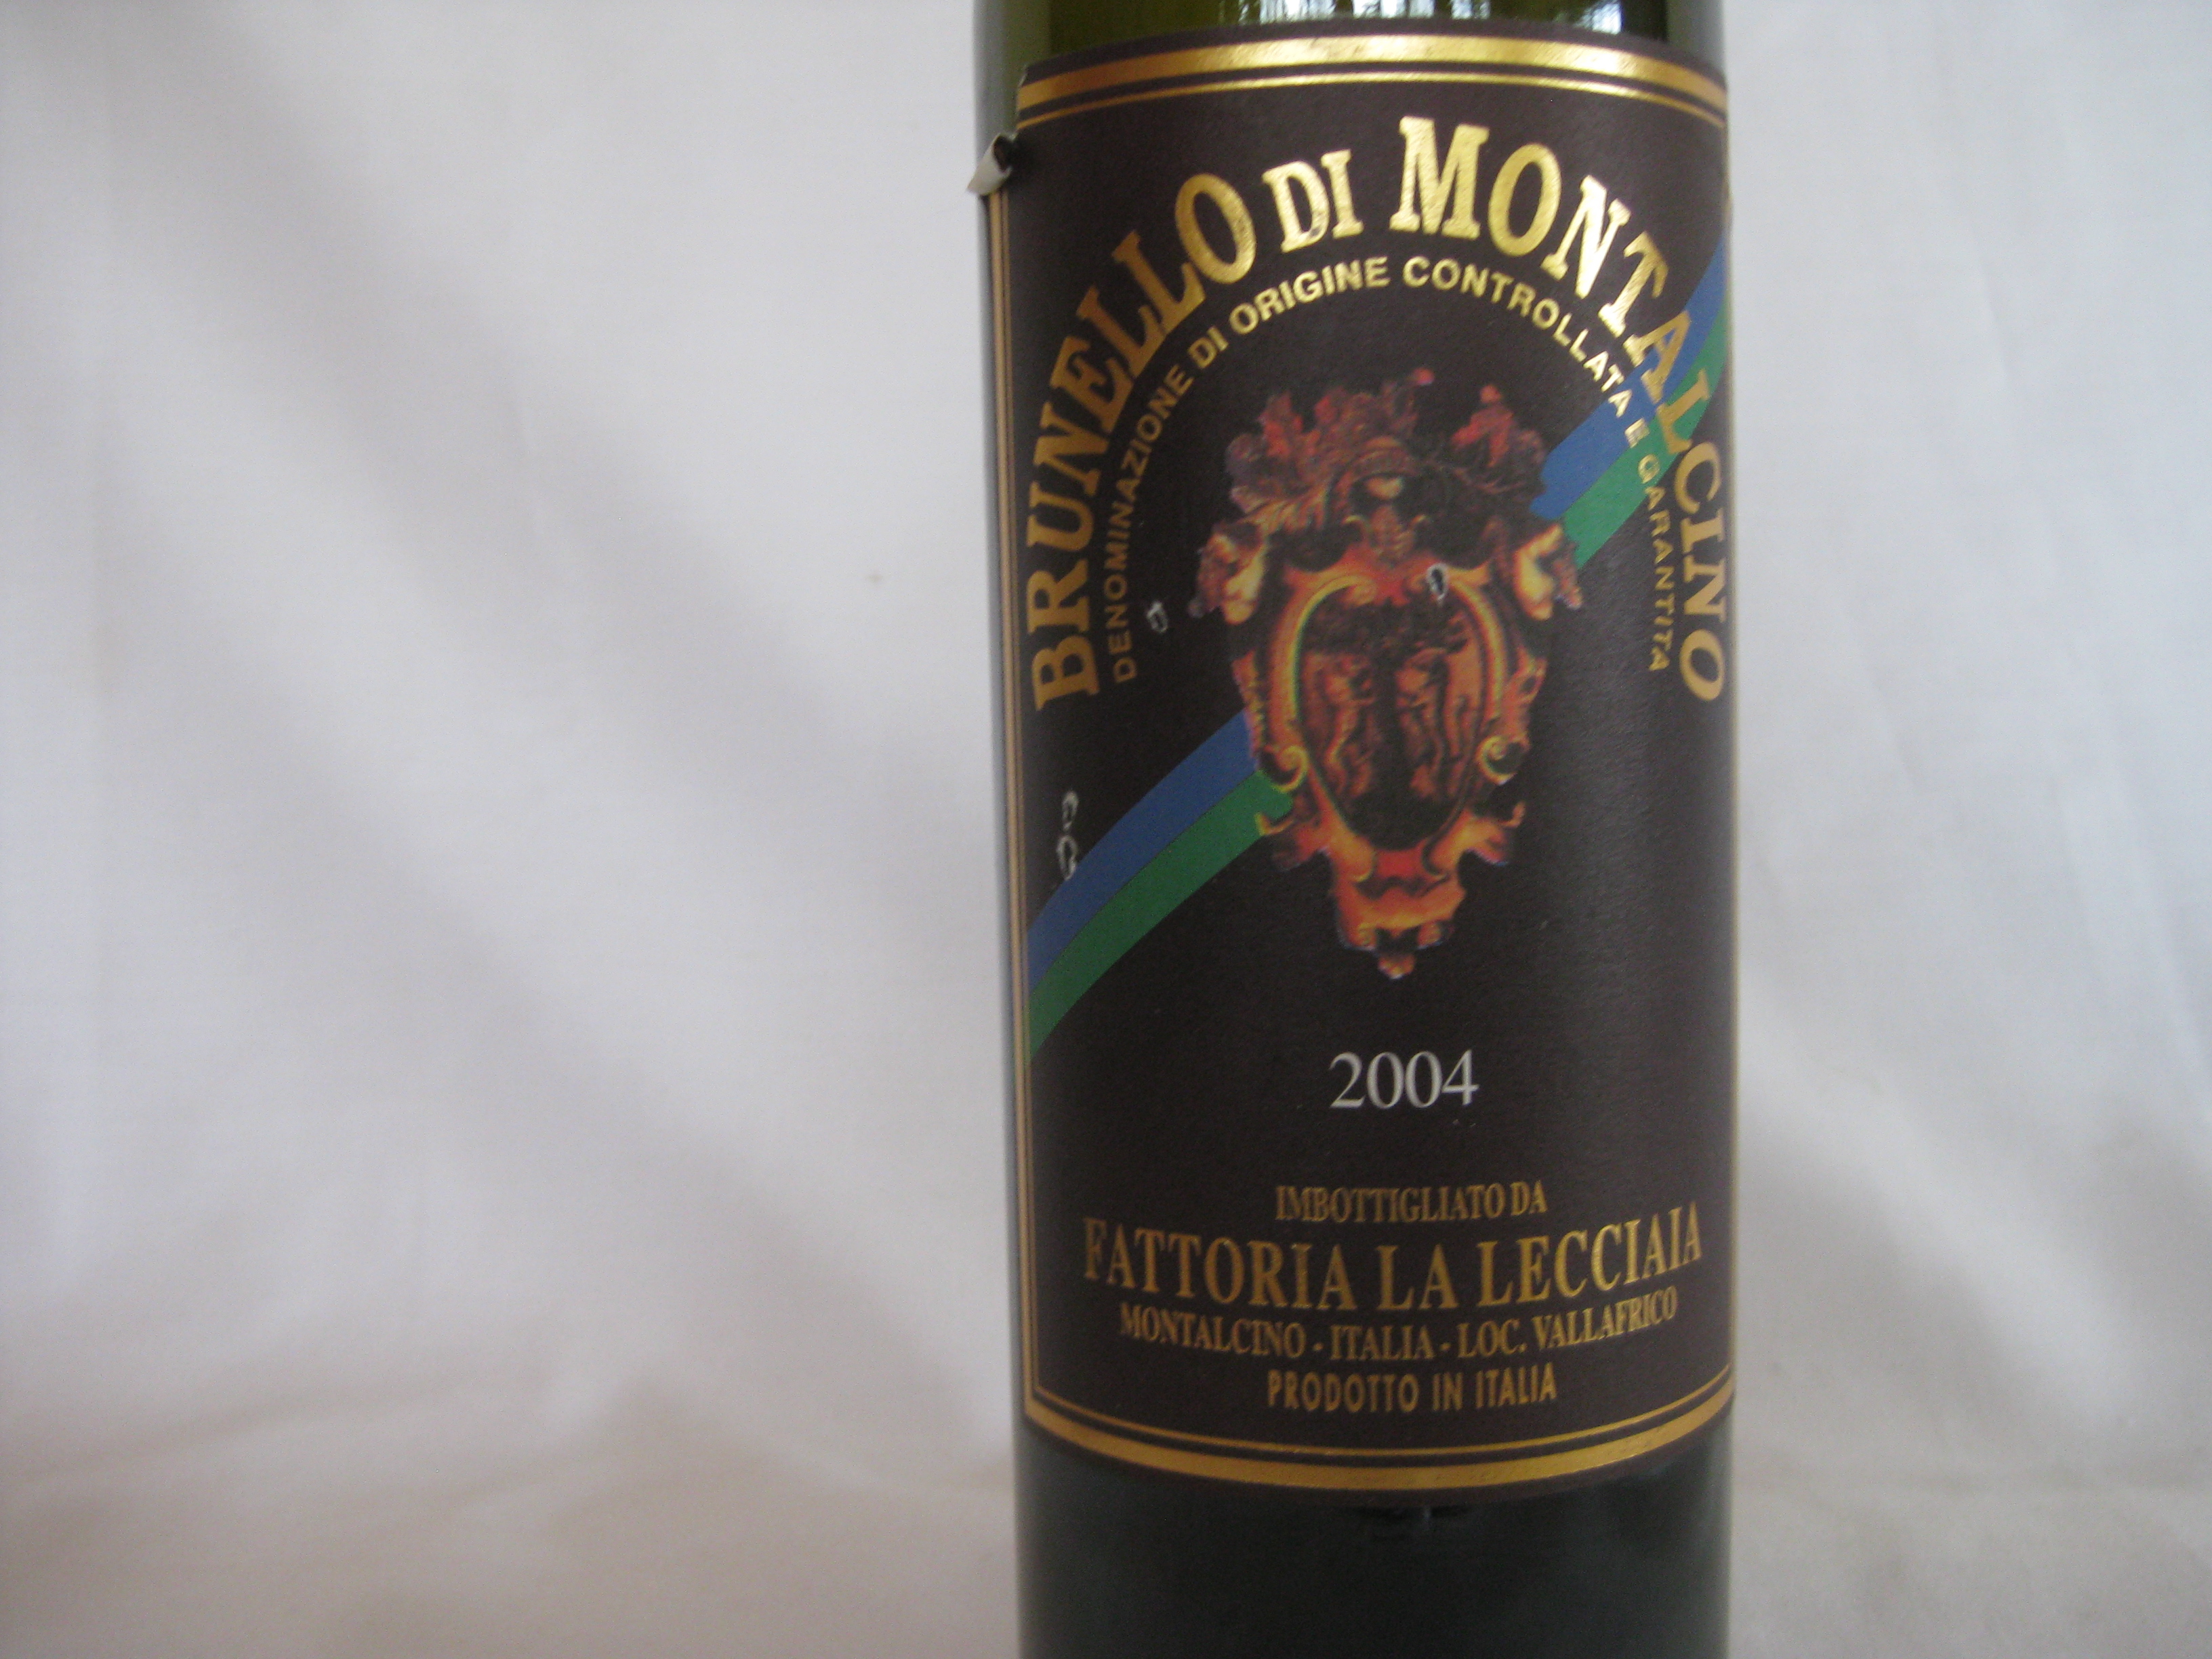 BRUNELLO DI MONTALCINO
DENOMINAZIONE DI ORIGINE CONTROLLATA E GARANTITA
2004
IMBOTTIGLIATO DA
FATTORIA LA LECCIAIA
MONTALCINO - ITALIA - LOC. VALLAFRICO
PRODOTTO IN ITALIA